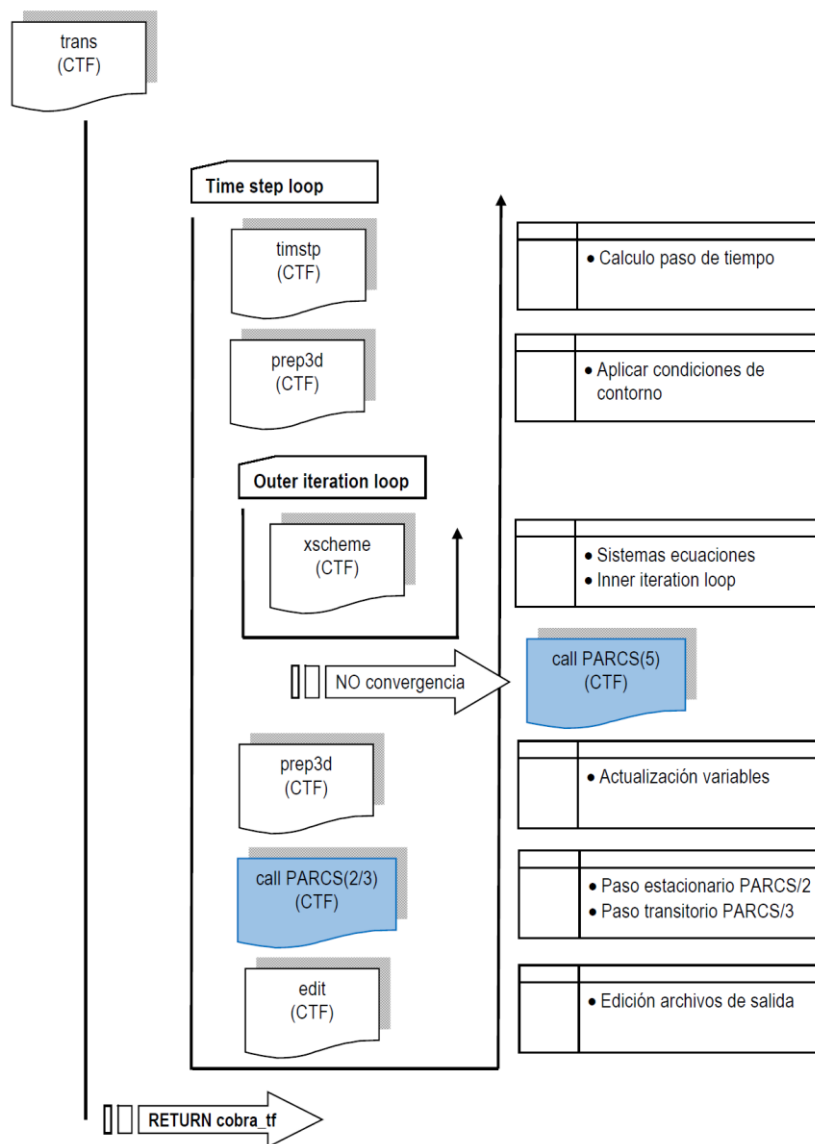 trans
(CTF)
Time step loop
timstp
(CTF)
• Calculo paso de tiempo
prep3d
(CTF)
• Aplicar condiciones de
contorno
Outer iteration loop
xscheme
(CTF)
• Sistemas ecuaciones
• Inner iteration loop
NO convergencia
call PARCS(5)
(CTF)
prep3d
(CTF)
• Actualización variables
call PARCS(2/3)
(CTF)
• Paso estacionario PARCS/2
• Paso transitorio PARCS/3
edit
(CTF)
• Edición archivos de salida
RETURN cobra_tf